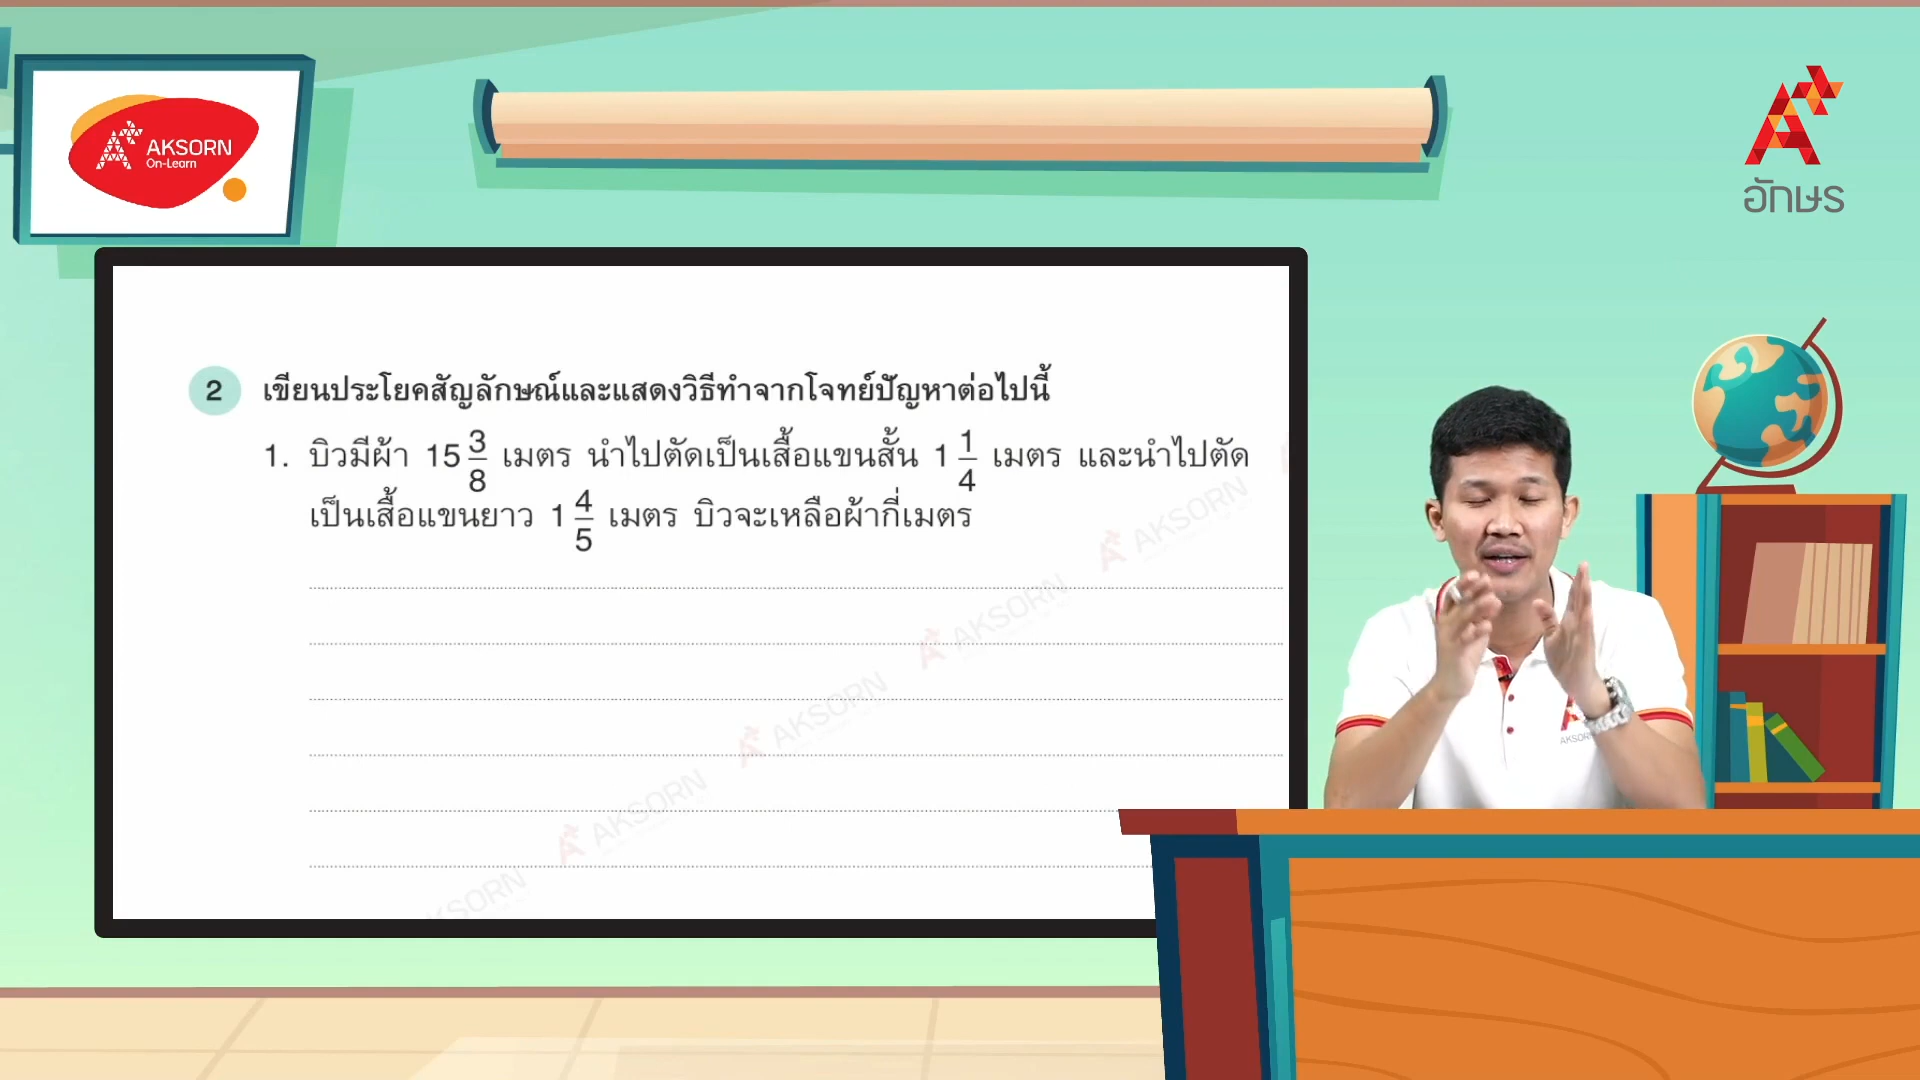 AKSORN
On-Learn
อักษร
2 เขียนประโยคสัญลักษณ์และแสดงวิธีทำจากโจทย์ปัญหาต่อไปนี้
1. บิวมีผ้า 15 3/8 เมตร นำไปตัดเป็นเสื้อแขนสั้น 1 1/4 เมตร และนำไปตัด
เป็นเสื้อแขนยาว 1 4/5 เมตร บิวจะเหลือผ้ากี่เมตร
AKSORN
AKSORN
AKSORN
AKSORN
KSORN
AKSORN